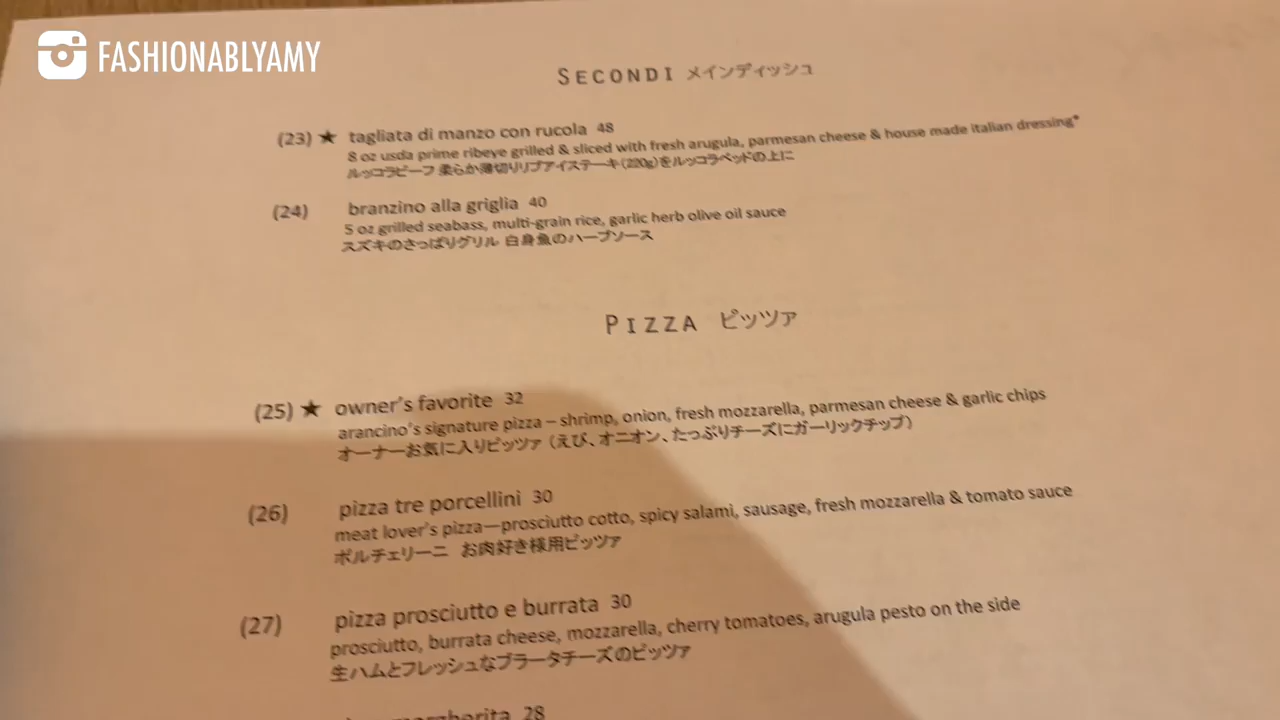 FASHIONABLYAMY
SECONDI メインディッシュ
(23) ★ tagliata di manzo con rucola 48
8 oz usda prime ribeye grilled & sliced with fresh arugula, parmesan cheese & house made italian dressing*
ルッコラビーフ 柔らか薄切りリブアイステーキ(220g)をルッコラベッドの上に
(24) branzino alla griglia 40
5 oz grilled seabass, multi-grain rice, garlic herb olive oil sauce
スズキのさっぱりグリル 白身魚のハーブソース
PIZZA ピッツァ
(25) ★ owner's favorite 32
arancino's signature pizza – shrimp, onion, fresh mozzarella, parmesan cheese & garlic chips
オーナーお気に入りピッツァ (えび、オニオン、たっぷりチーズにガーリックチップ)
(26) pizza tre porcellini 30
meat lover's pizza—prosciutto cotto, spicy salami, sausage, fresh mozzarella & tomato sauce
ポルチェリーニ お肉好き様用ピッツァ
(27) pizza prosciutto e burrata 30
prosciutto, burrata cheese, mozzarella, cherry tomatoes, arugula pesto on the side
生ハムとフレッシュなブラータチーズのピッツァ
margherita 28